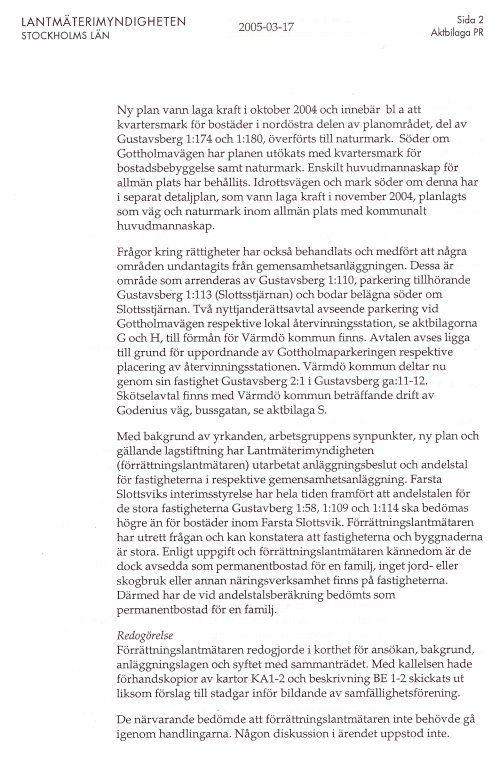 LANTMÄTERIMYNDIGHETEN
STOCKHOLMS LÄN
2005-03-17
Sida 2
Aktbilaga PR
Ny plan vann laga kraft i oktober 2004 och innebär bl a att
kvartersmark för bostäder i nordöstra delen av planområdet, del av
Gustavsberg 1:174 och 1:180, överförts till naturmark. Söder om
Gottholmavägen har planen utökats med kvartersmark för
bostadsbebyggelse samt naturmark. Enskilt huvudmannaskap för
allmän plats har behållits. Idrottsvägen och mark söder om denna har
i separat detaljplan, som vann laga kraft i november 2004, planlagts
som väg och naturmark inom allmän plats med kommunalt
huvudmannaskap.
Frågor kring rättigheter har också behandlats och medfört att några
områden undantagits från gemensamhetsanläggningen. Dessa är
område som arrenderas av Gustavsberg 1:110, parkering tillhörande
Gustavsberg 1:113 (Slottsstjärnan) och bodar belägna söder om
Slottsstjärnan. Två nyttjanderättsavtal avseende parkering vid
Gottholmavägen respektive lokal återvinningsstation, se aktbilagorna
G och H, till förmån för Värmdö kommun finns. Avtalen avses ligga
till grund för uppordnande av Gottholmaparkeringen respektive
placering av återvinningsstationen. Värmdö kommun deltar nu
genom sin fastighet Gustavsberg 2:1 i Gustavsberg ga:11-12.
Skötselavtal finns med Värmdö kommun beträffande drift av
Godenius väg, bussgatan, se aktbilaga S.
Med bakgrund av yrkanden, arbetsgruppens synpunkter, ny plan och
gällande lagstiftning har Lantmäterimyndigheten
(förrättningslantmätaren) utarbetat anläggningsbeslut och andelstal
för fastigheterna i respektive gemensamhetsanläggning. Farsta
Slottsviks interimsstyrelse har hela tiden framfört att andelstalen för
de stora fastigheterna Gustavberg 1:58, 1:109 och 1:114 ska bedömas
högre än för bostäder inom Farsta Slottsvik. Förrättningslantmätaren
har utrett frågan och kan konstatera att fastigheterna och byggnaderna
är stora. Enligt uppgift och förrättningslantmätaren kännedom är de
dock avsedda som permanentbostad för en familj, inget jord- eller
skogbruk eller annan näringsverksamhet finns på fastigheterna.
Därmed har de vid andelstalsberäkning bedömts som
permanentbostad för en familj.
Redogörelse
Förrättningslantmätaren redogjorde i korthet för ansökan, bakgrund,
anläggningslagen och syftet med sammanträdet. Med kallelsen hade
förhandskopior av kartor KA1-2 och beskrivning BE 1-2 skickats ut
liksom förslag till stadgar inför bildande av samfällighetsförening.
De närvarande bedömde att förrättningslantmätaren inte behövde gå
igenom handlingarna. Någon diskussion i ärendet uppstod inte.